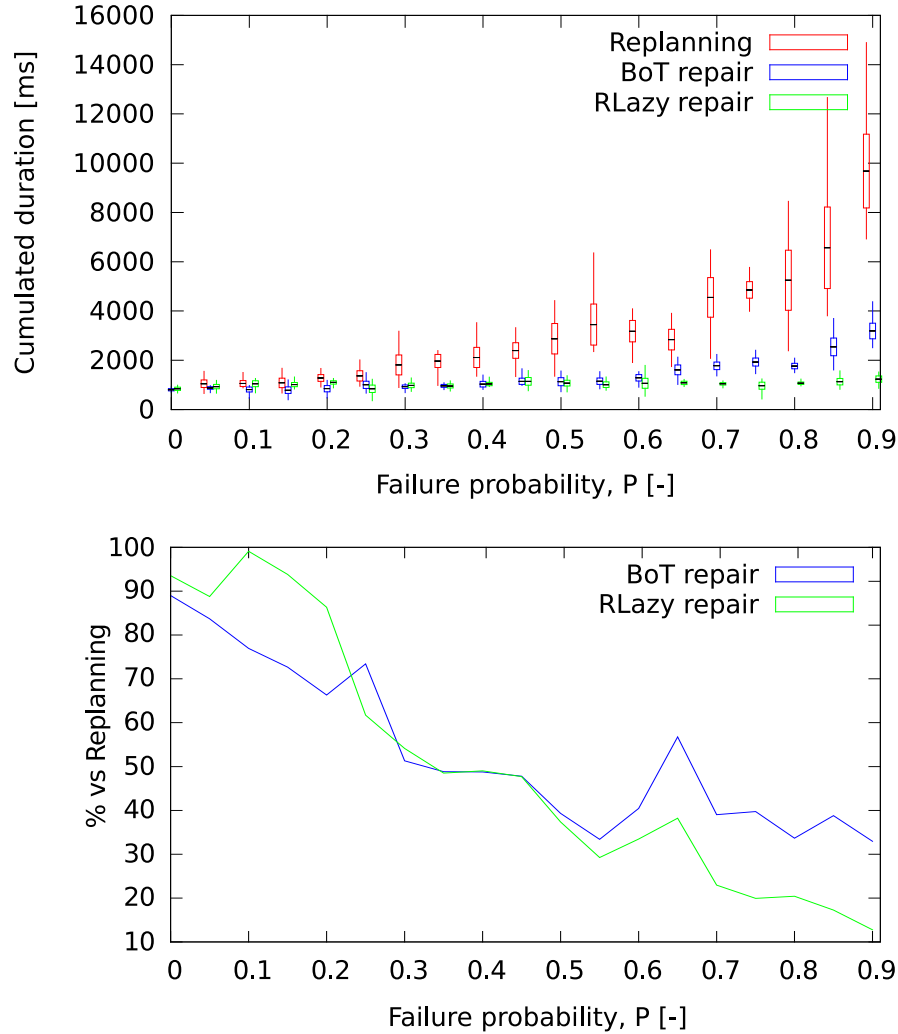 16000
14000
12000
10000
8000
6000
4000
2000
0
Cumulated duration [ms]
Replanning
BoT repair
RLazy repair
0 0.1 0.2 0.3 0.4 0.5 0.6 0.7 0.8 0.9
Failure probability, P [-]
100
90
80
70
60
50
40
30
20
10
% vs Replanning
BoT repair
RLazy repair
0 0.1 0.2 0.3 0.4 0.5 0.6 0.7 0.8 0.9
Failure probability, P [-]